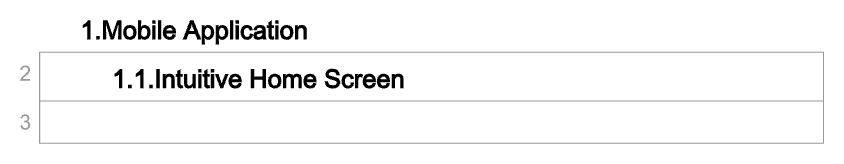 1.Mobile Application
2 1.1.Intuitive Home Screen
3